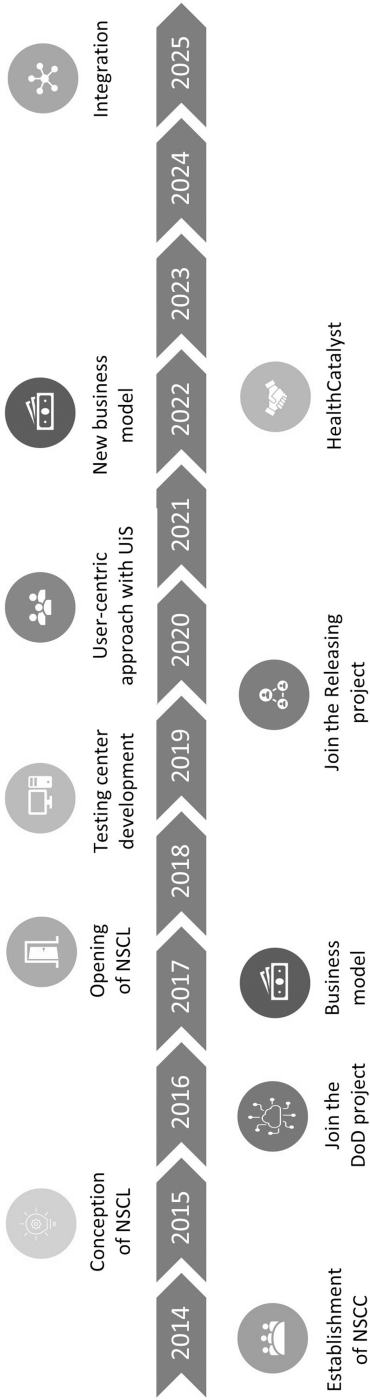 Conception
of NSCL
Opening
of NSCL
Testing center
development
User-centric
approach with UiS
New business
model
Integration
2014
2015
2016
2017
2018
2019
2020
2021
2022
2023
2024
2025
Establishment
of NSCC
Join the
DoD project
Business
model
Join the Releasing
project
HealthCatalyst